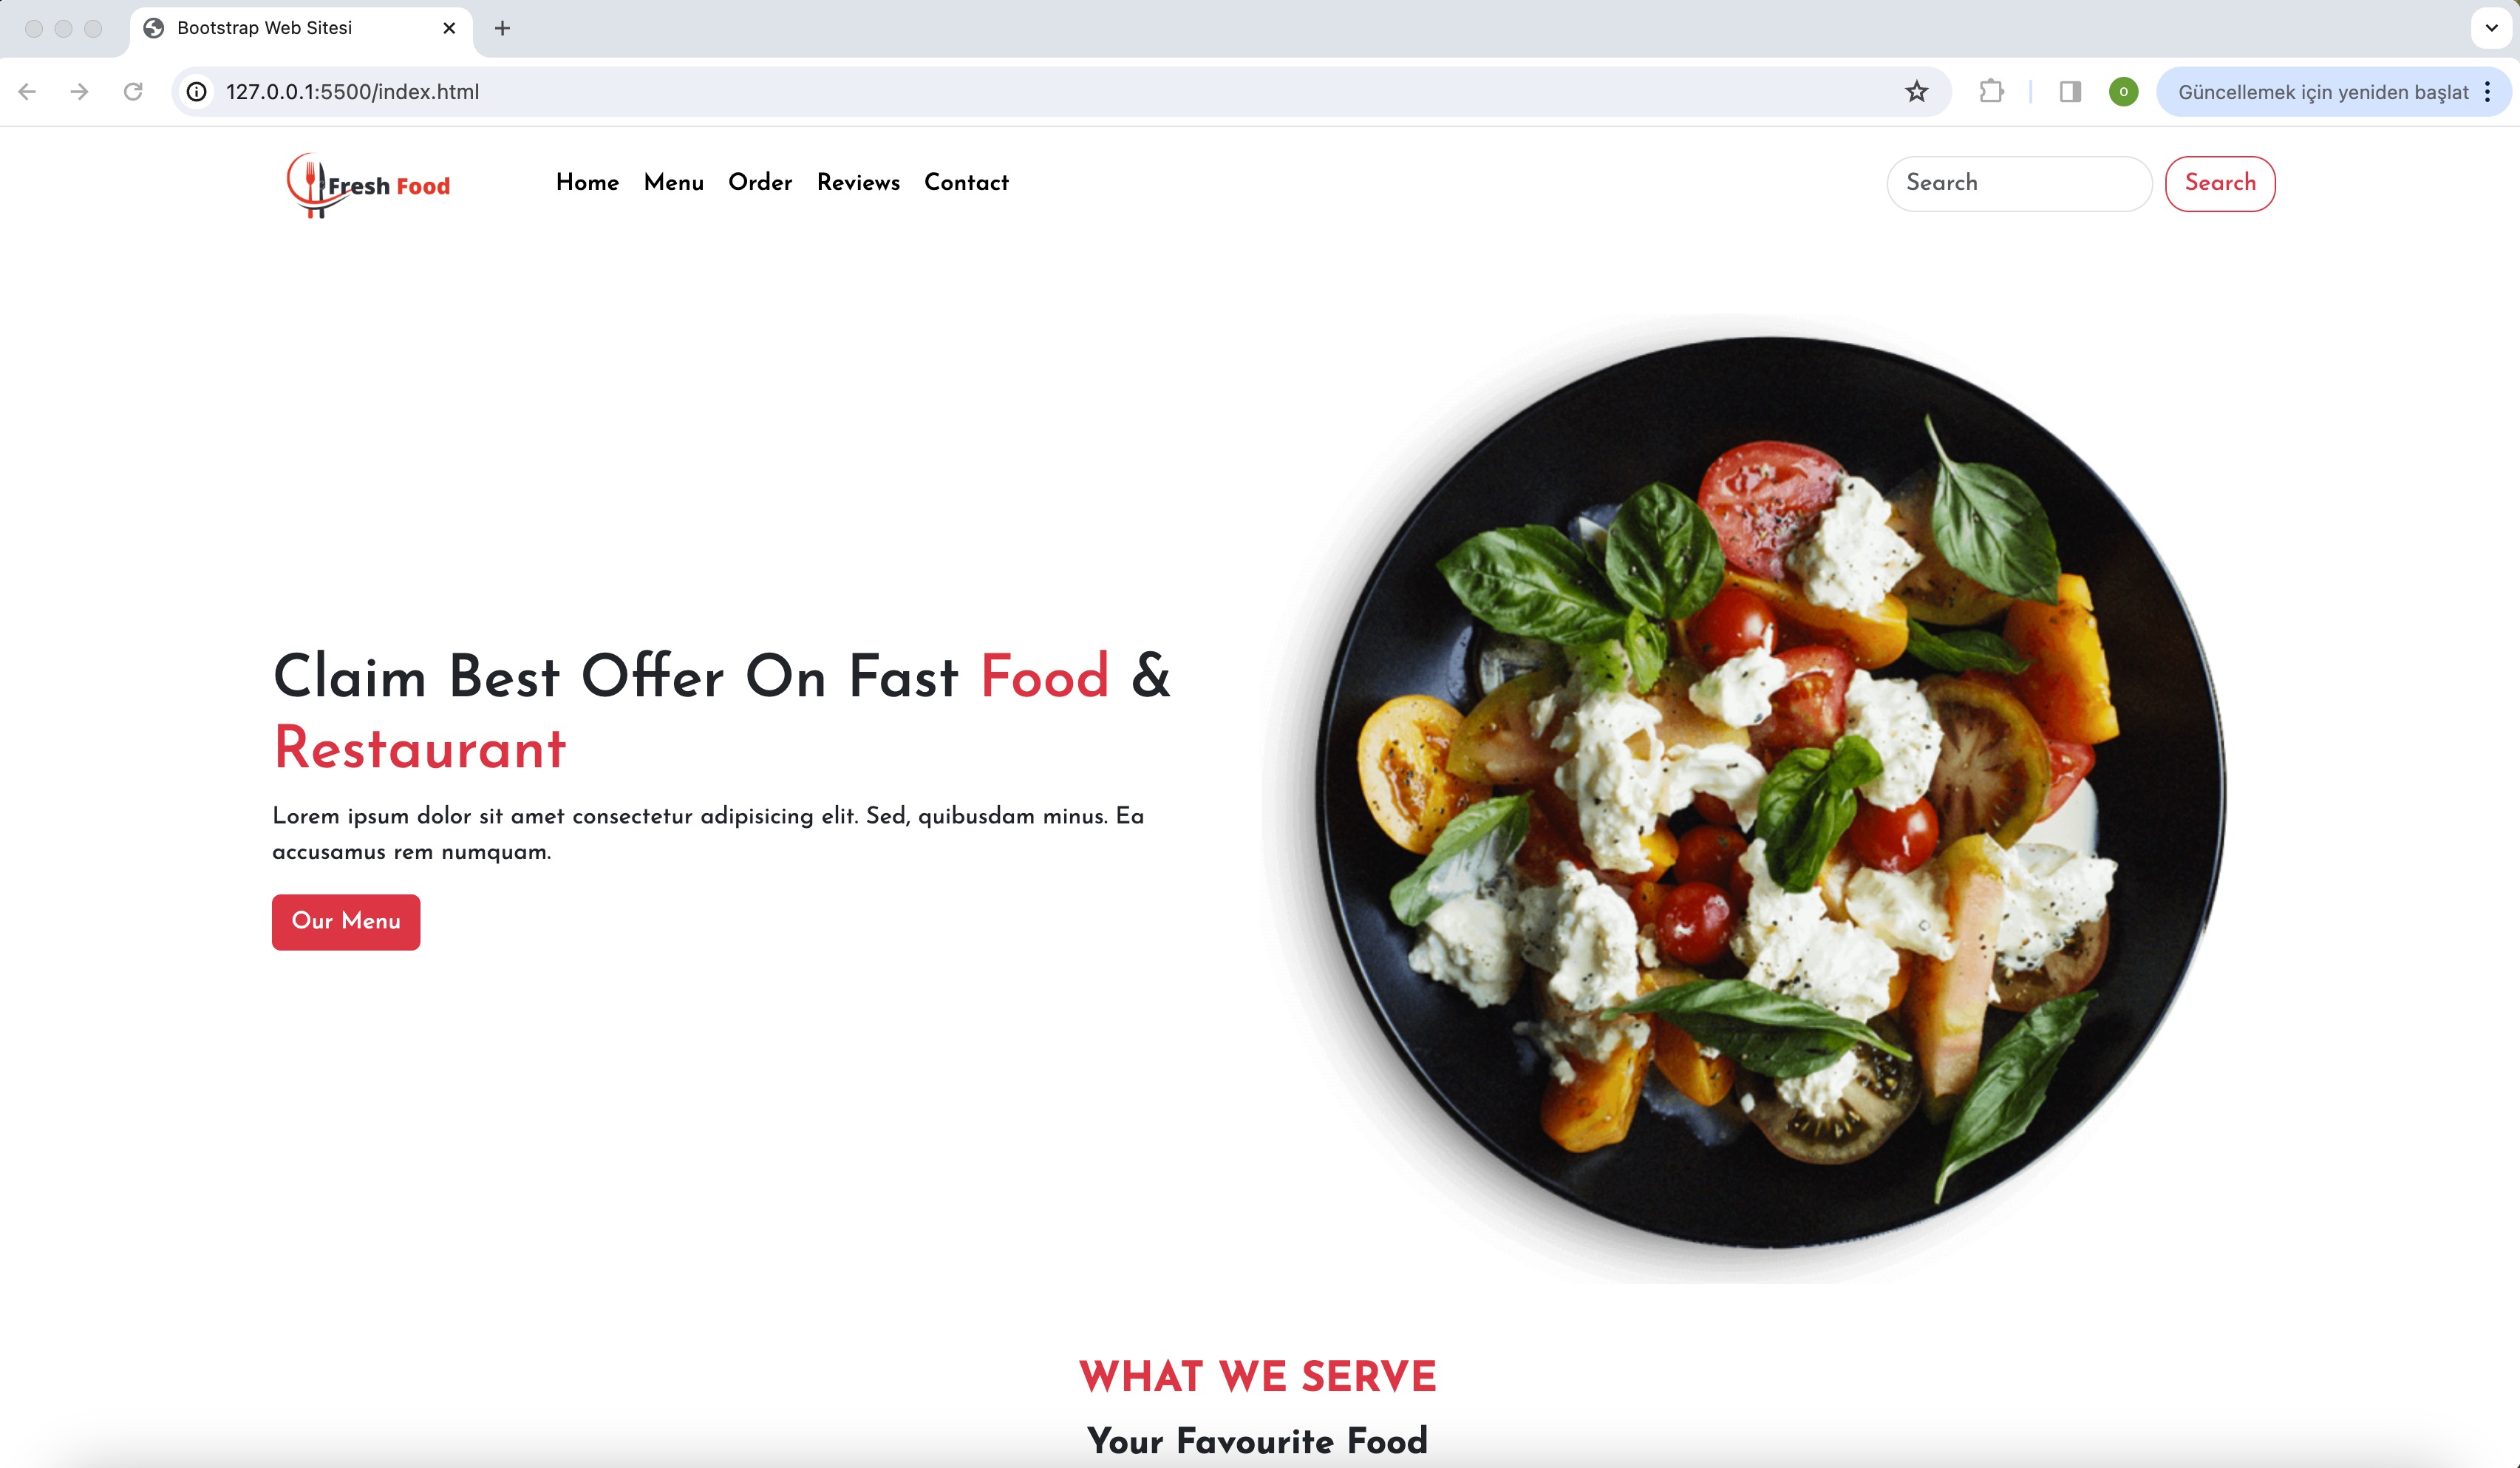 Bootstrap Web Sitesi
127.0.0.1:5500/index.html
O
Güncellemek için yeniden başlat
Fresh Food
Home Menu Order Reviews Contact
Search
Search
Claim Best Offer On Fast Food &
Restaurant
Lorem ipsum dolor sit amet consectetur adipisicing elit. Sed, quibusdam minus. Ea
accusamus rem numquam.
Our Menu
WHAT WE SERVE
Your Favourite Food